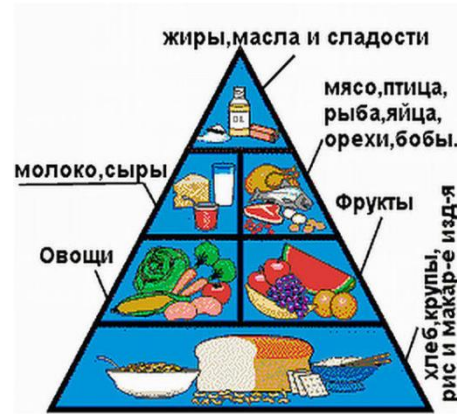 жиры,масла и сладости
мясо,птица,
рыба,яйца,
орехи,бобы.
молоко,сыры
Фрукты
Овощи
хлеб,крупы,
рис и макар-е изд-я
OIL